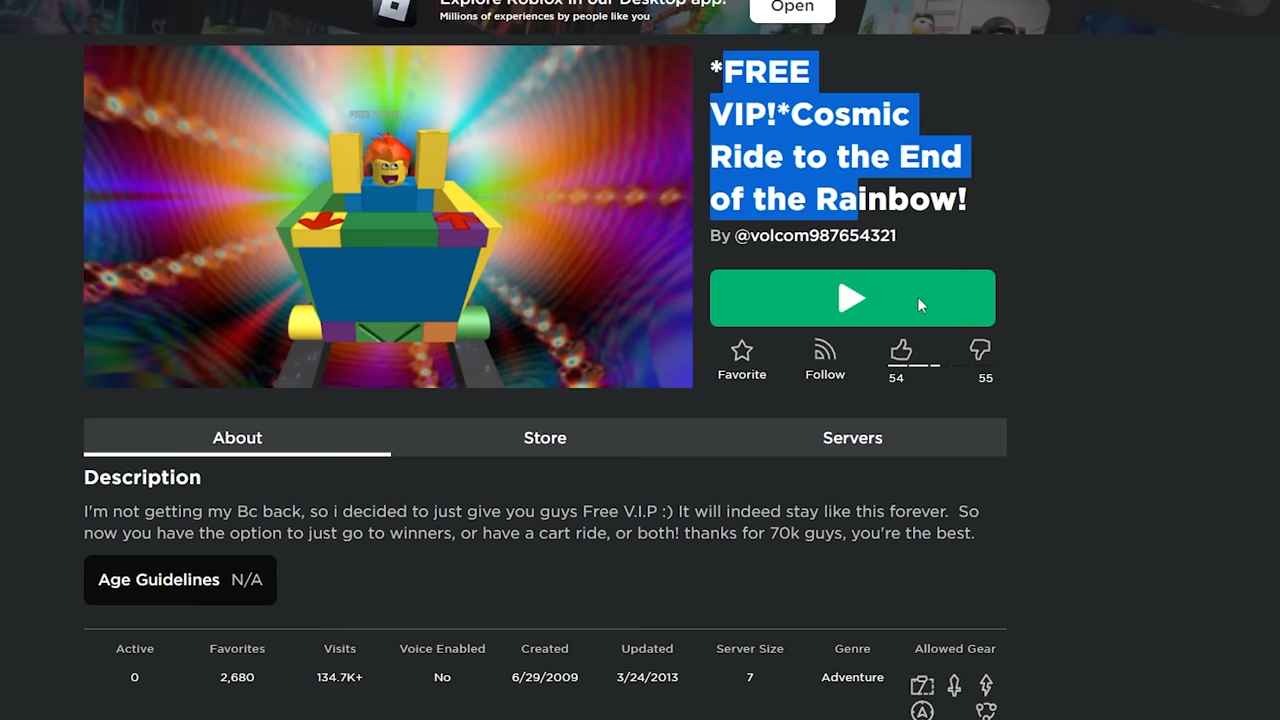 Explore Roblox in our Desktop app!
Millions of experiences by people like you
Open
*FREE
VIP!*Cosmic
Ride to the End
of the Rainbow!
By @volcom987654321
Favorite
Follow
54
55
About
Store
Servers
Description
I'm not getting my Bc back, so i decided to just give you guys Free V.I.P :) It will indeed stay like this forever. So
now you have the option to just go to winners, or have a cart ride, or both! thanks for 70k guys, you're the best.
Age Guidelines N/A
Active Favorites Visits Voice Enabled Created Updated Server Size Genre Allowed Gear
0 2,680 134.7K+ No 6/29/2009 3/24/2013 7 Adventure